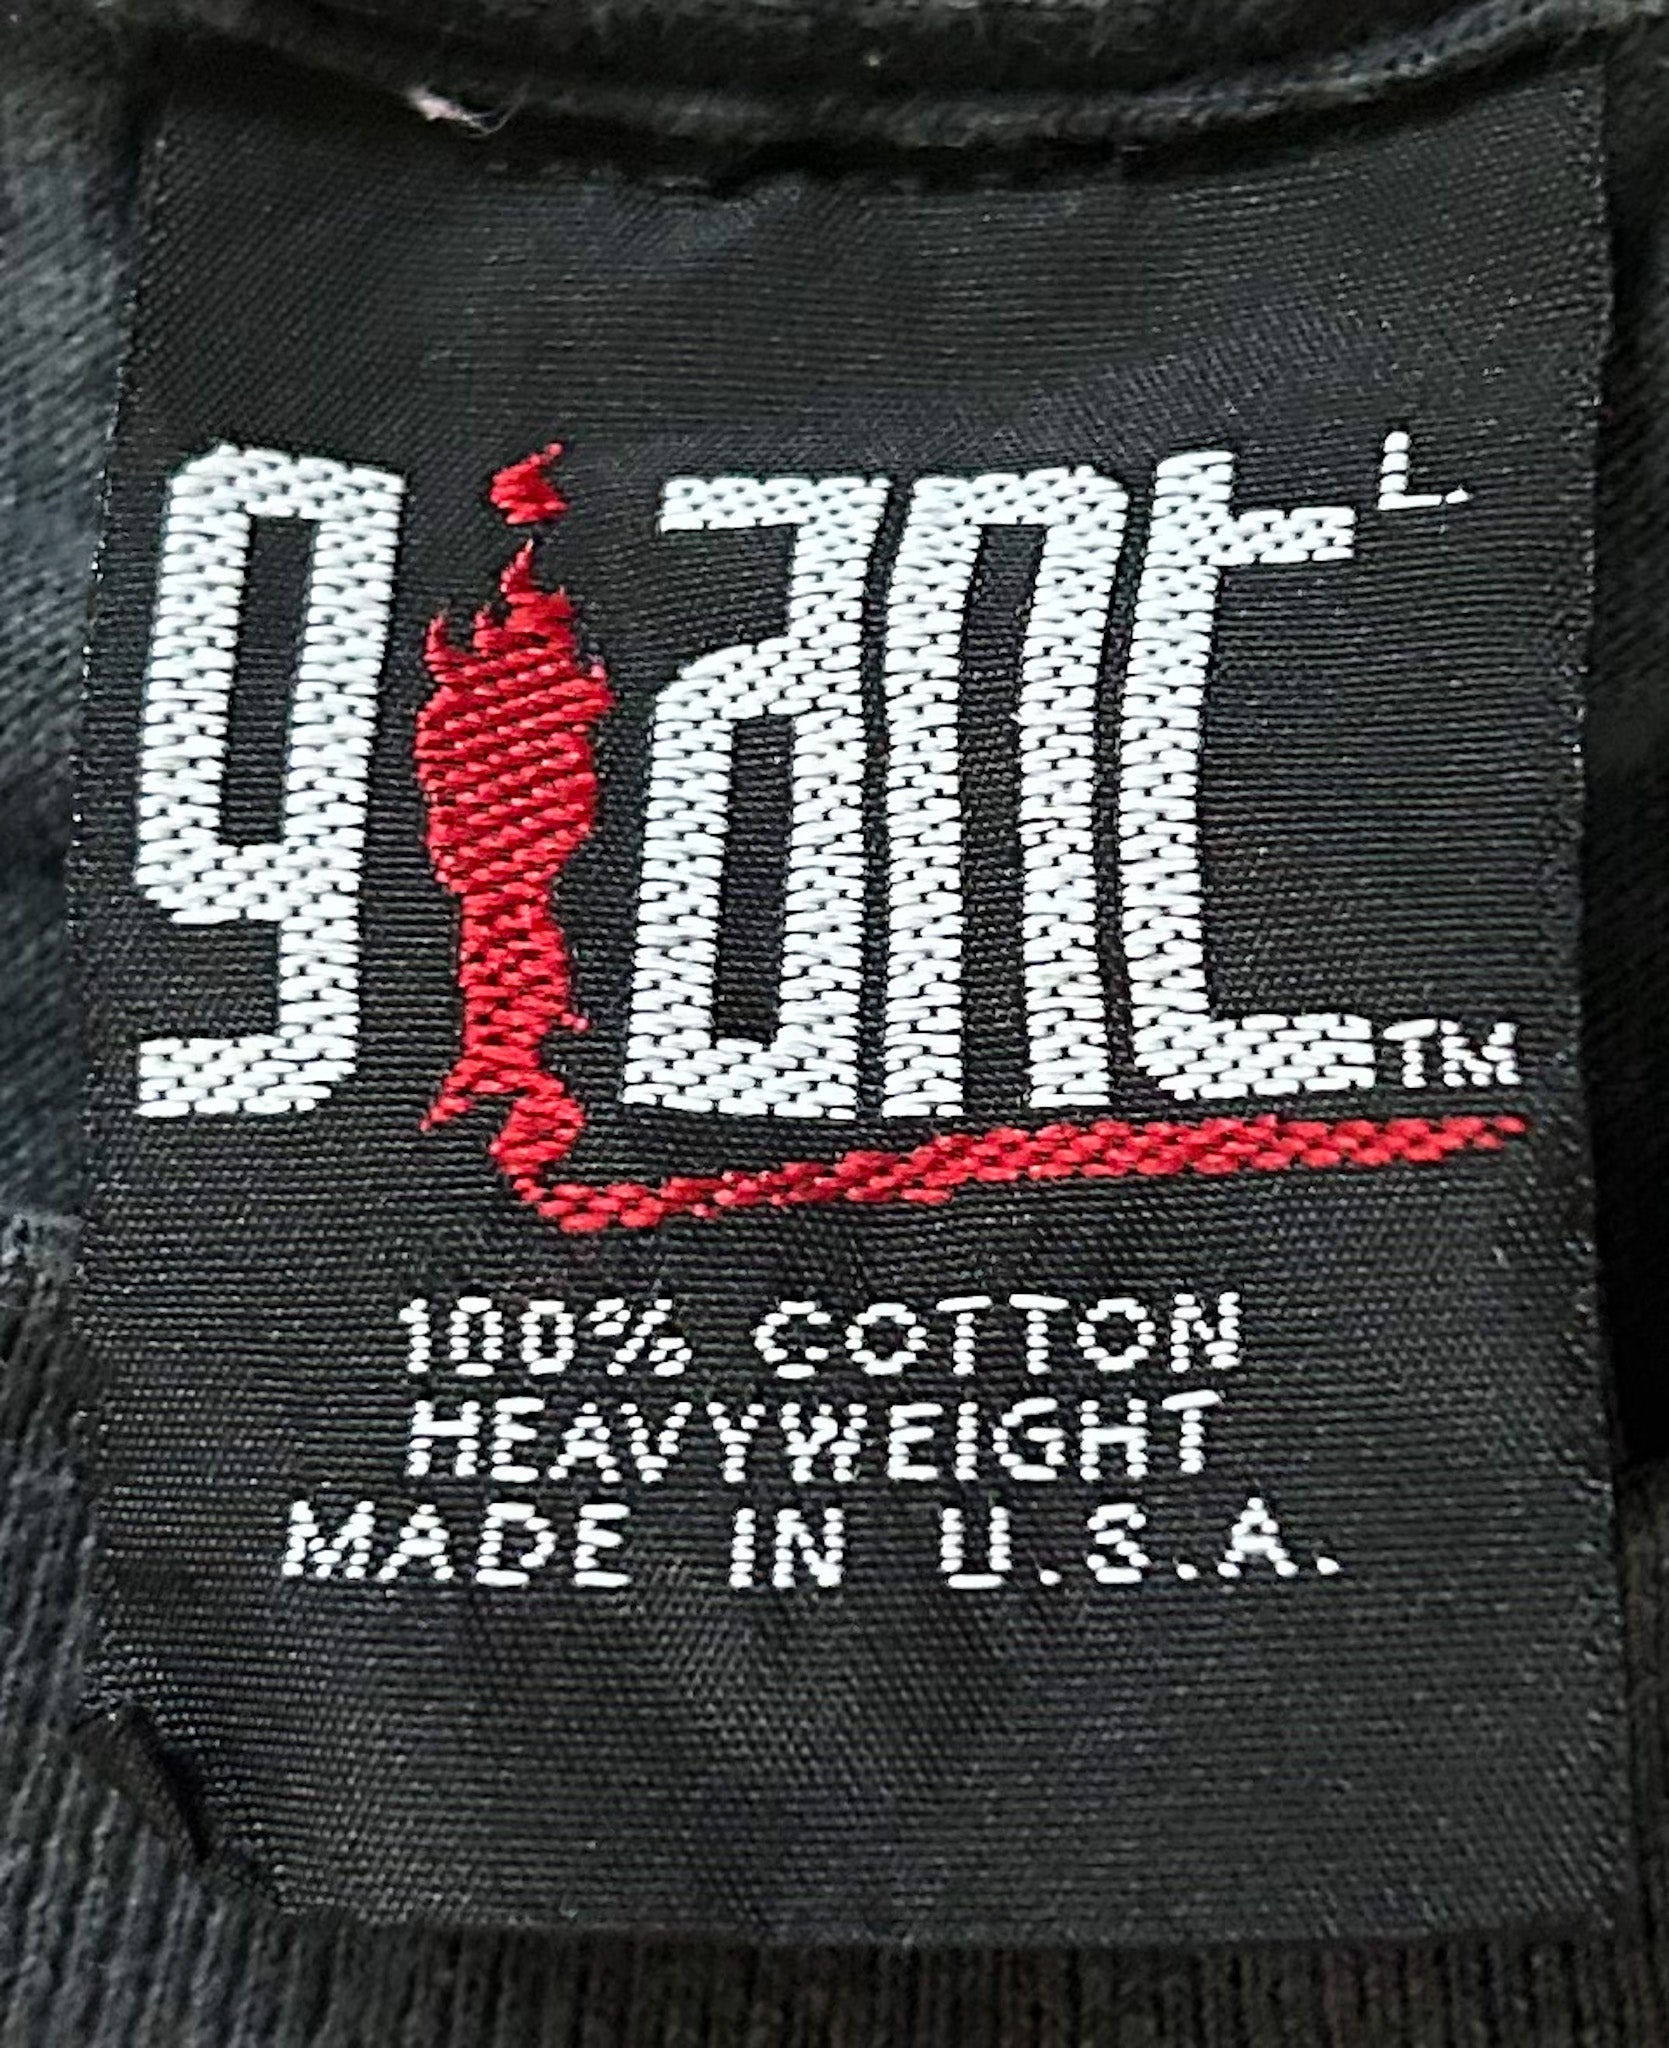 giant L.
TM
100% COTTON
HEAVYWEIGHT
MADE IN U.S.A.